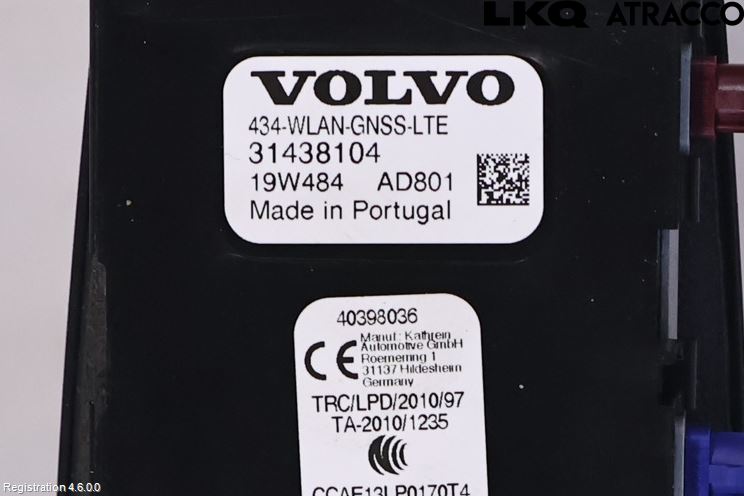 LKQ ATRACCO
VOLVO
434-WLAN-GNSS-LTE
31438104
19W484 AD801
Made in Portugal
40398036
Manuf.: Kathrein
Automotive GmbH
Roemerring 1
31137 Hildesheim
Germany
CE
TRC/LPD/2010/97
TA-2010/1235
CCAE13LP0170T4
Registration 4.6.0.0